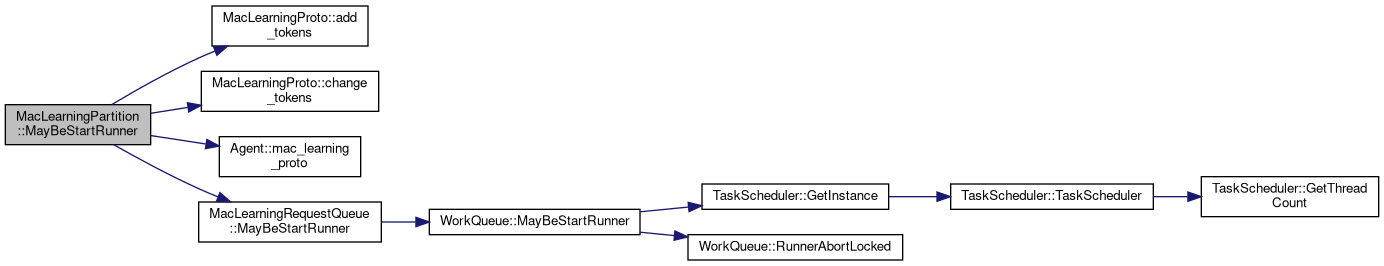 MacLearningProto::add
_tokens
MacLearningProto::change
_tokens
MacLearningPartition
::MayBeStartRunner
Agent::mac_learning
_proto
MacLearningRequestQueue
::MayBeStartRunner
WorkQueue::MayBeStartRunner
TaskScheduler::GetInstance
TaskScheduler::TaskScheduler
TaskScheduler::GetThread
Count
WorkQueue::RunnerAbortLocked